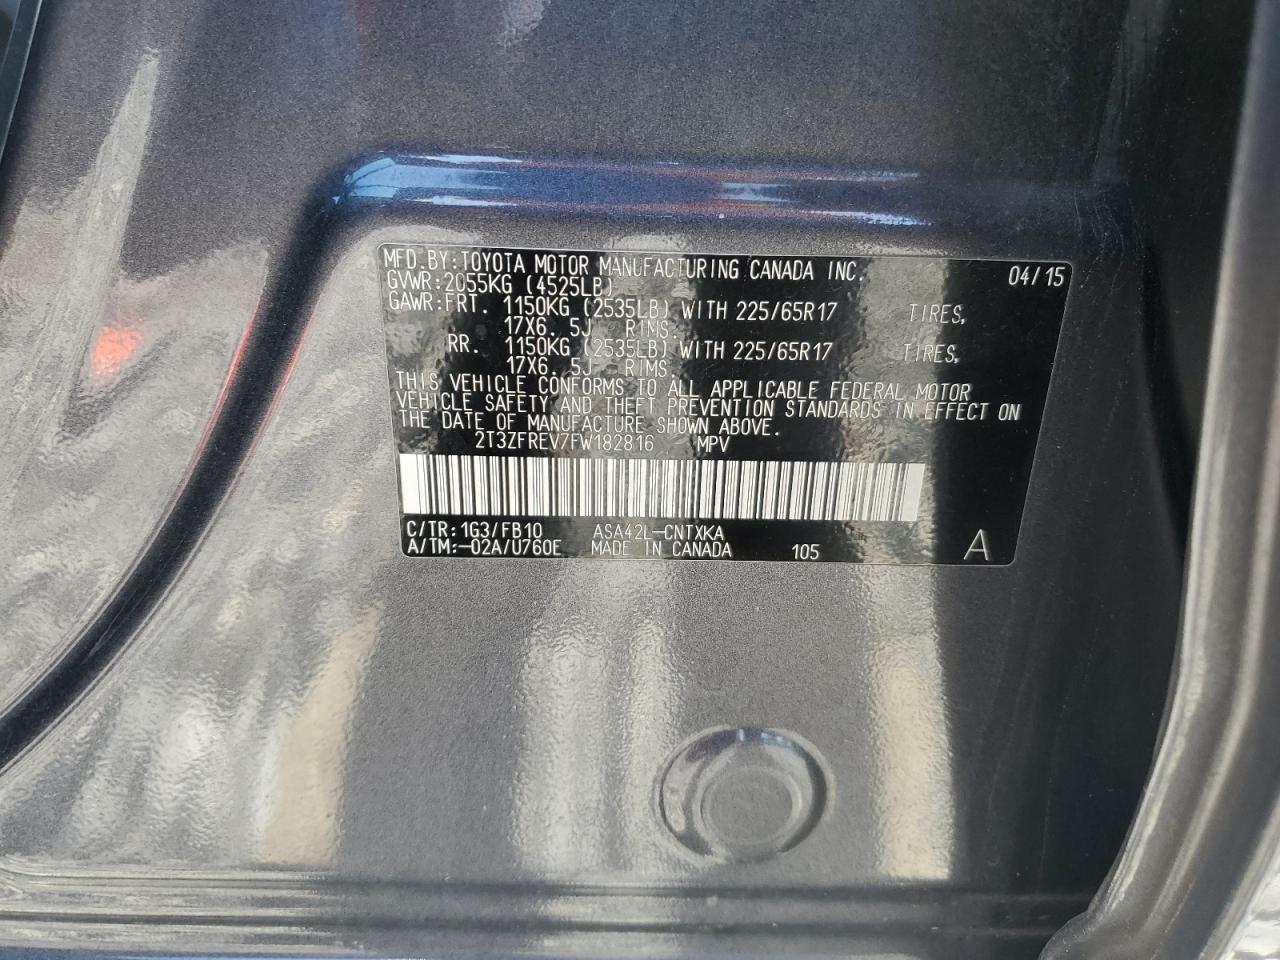 MFD.BY:TOYOTA MOTOR MANUFACTURING CANADA INC. 04/15
GVWR:2055KG (4525LB)
GAWR:FRT. 1150KG (2535LB) WITH 225/65R17 TIRES,
17X6.5J RIMS.
RR. 1150KG (2535LB) WITH 225/65R17 TIRES,
17X6.5J RIMS.
THIS VEHICLE CONFORMS TO ALL APPLICABLE FEDERAL MOTOR
VEHICLE SAFETY AND THEFT PREVENTION STANDARDS IN EFFECT ON
THE DATE OF MANUFACTURE SHOWN ABOVE.
2T3ZFREV7FW182816 MPV
C/TR:1G3/FB10 ASA42L-CNTXKA
A/TM:-02A/U760E MADE IN CANADA 105 A